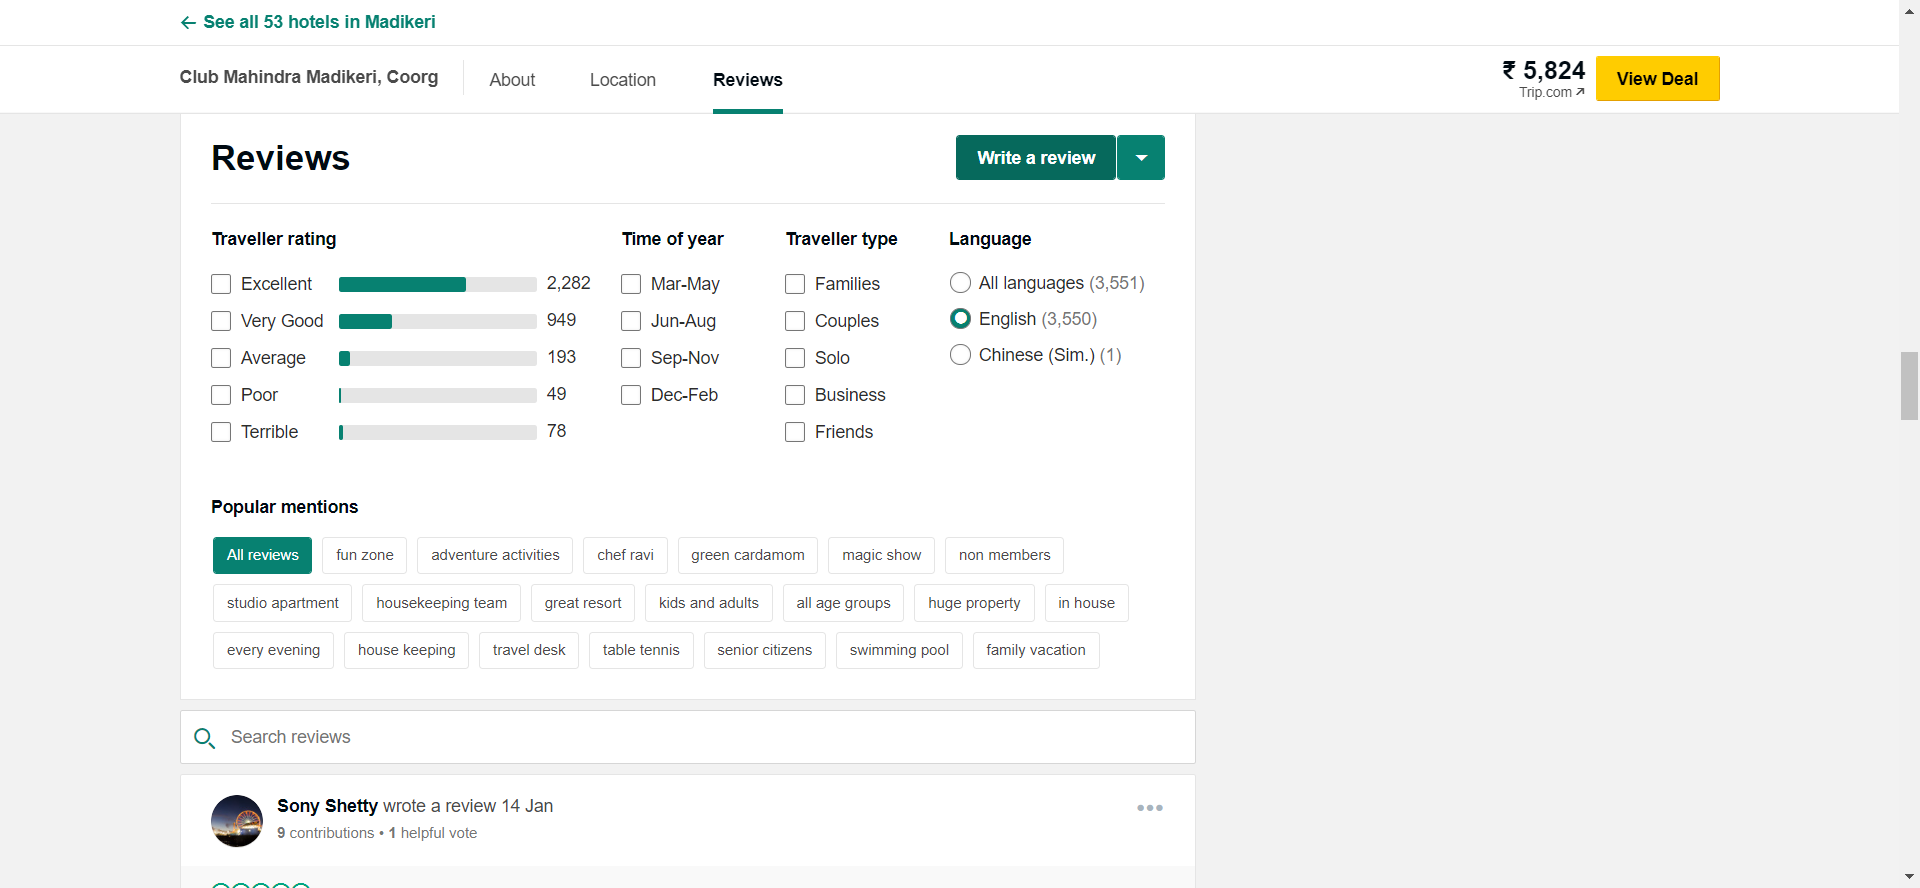 See all 53 hotels in Madikeri
Club Mahindra Madikeri, Coorg
About
Location
Reviews
₹ 5,824
Trip.com
View Deal
Reviews
Write a review
Traveller rating
Excellent 2,282
Very Good 949
Average 193
Poor 49
Terrible 78
Time of year
Mar-May
Jun-Aug
Sep-Nov
Dec-Feb
Traveller type
Families
Couples
Solo
Business
Friends
Language
All languages (3,551)
English (3,550)
Chinese (Sim.) (1)
Popular mentions
All reviews fun zone adventure activities chef ravi green cardamom magic show non members
studio apartment housekeeping team great resort kids and adults all age groups huge property in house
every evening house keeping travel desk table tennis senior citizens swimming pool family vacation
Search reviews
Sony Shetty wrote a review 14 Jan
9 contributions • 1 helpful vote